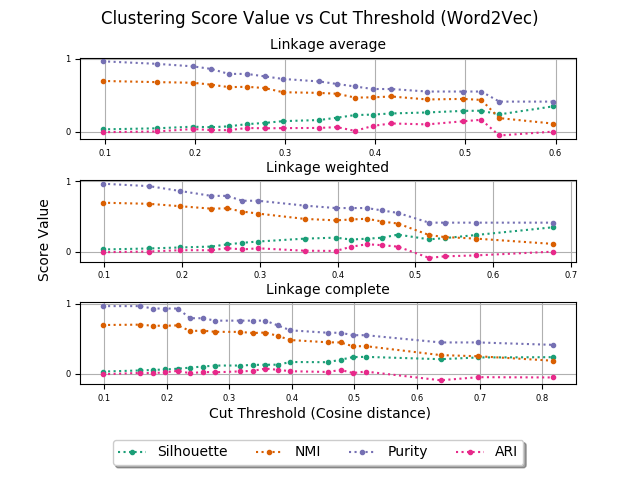 Clustering Score Value vs Cut Threshold (Word2Vec)
Linkage average
1
0
0.1 0.2 0.3 0.4 0.5 0.6
Linkage weighted
1
0
0.1 0.2 0.3 0.4 0.5 0.6 0.7
Score Value
Linkage complete
1
0
0.1 0.2 0.3 0.4 0.5 0.6 0.7 0.8
Cut Threshold (Cosine distance)
Silhouette NMI Purity ARI